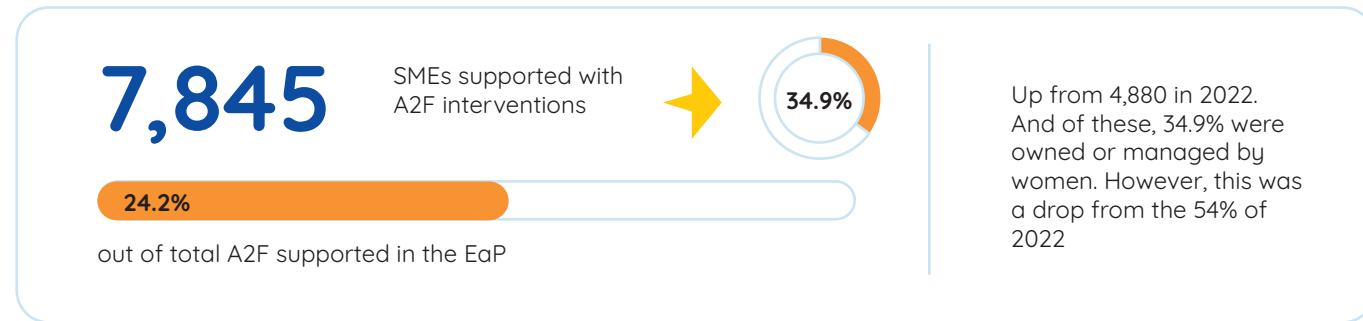 7,845
SMEs supported with
A2F interventions
34.9%
24.2%
out of total A2F supported in the EaP
Up from 4,880 in 2022.
And of these, 34.9% were
owned or managed by
women. However, this was
a drop from the 54% of
2022